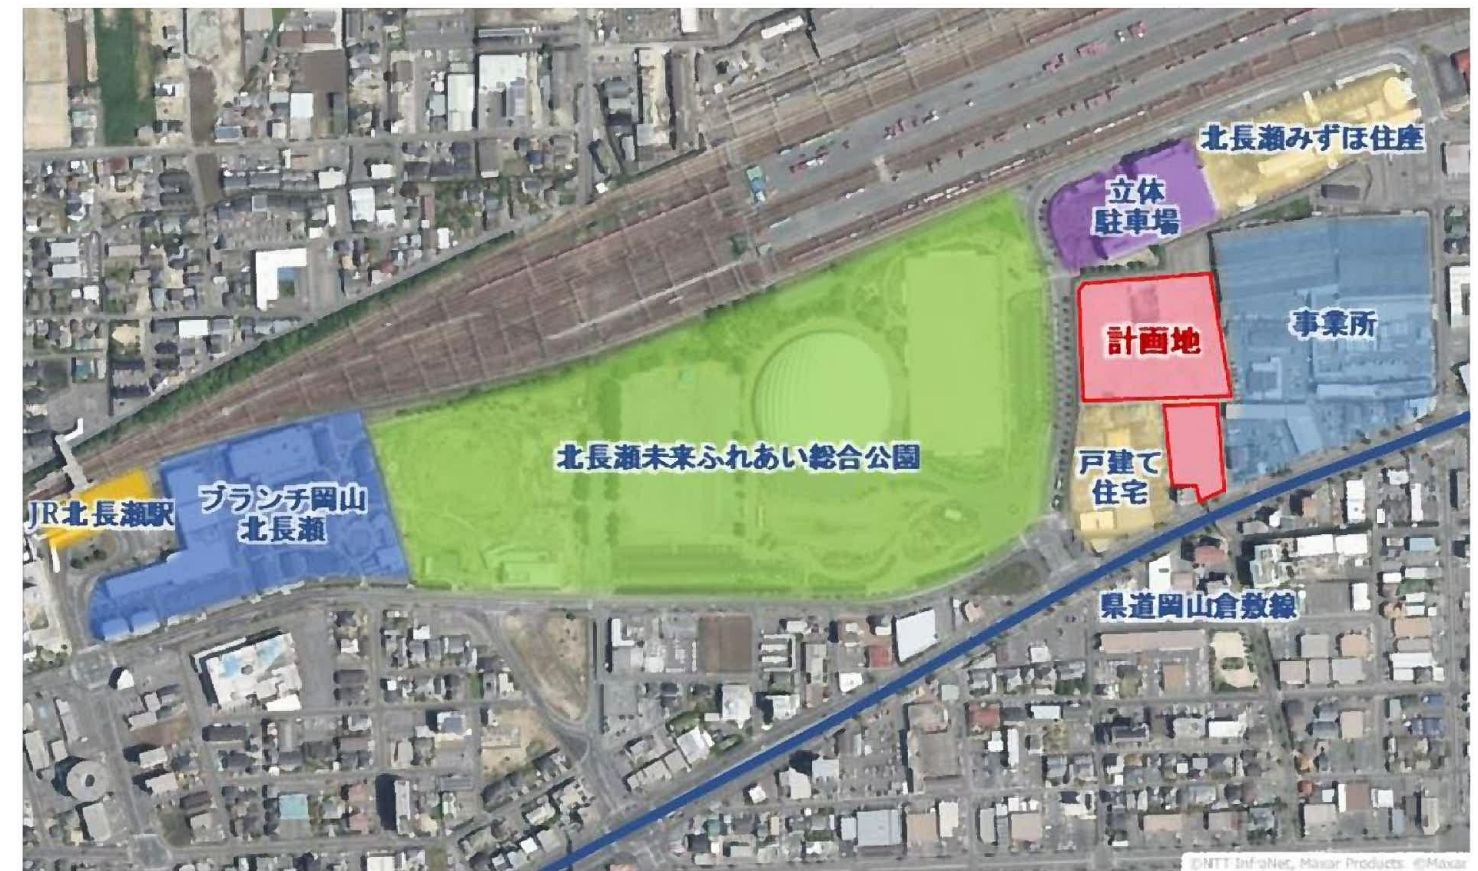 北長瀬みずほ住座
立体
駐車場
計画地
事業所
北長瀬未来ふれあい総合公園
戸建て
住宅
ブランチ岡山
北長瀬
JR北長瀬駅
県道岡山倉敷線
©NTT InfraNet, Maxar Products. ©Maxar